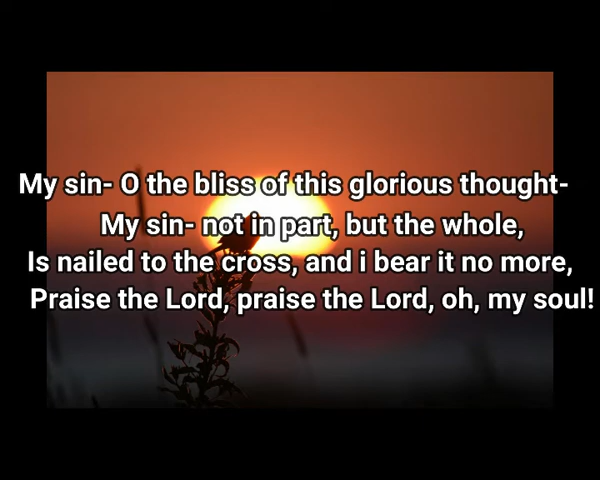 My sin- O the bliss of this glorious thought-
My sin- not in part, but the whole,
Is nailed to the cross, and i bear it no more,
Praise the Lord, praise the Lord, oh, my soul!